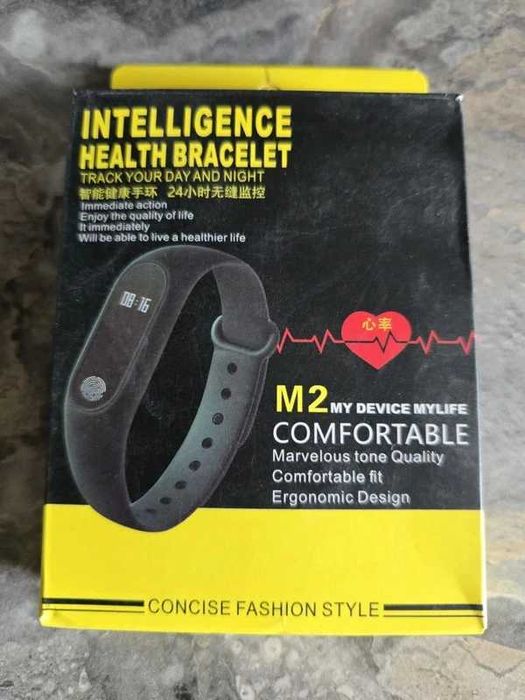 INTELLIGENCE
HEALTH BRACELET
TRACK YOUR DAY AND NIGHT
智能健康手环 24小时无缝监控
Immediate action
Enjoy the quality of life
It immediately
Will be able to live a healthier life
08:16
心率
M2 MY DEVICE MYLIFE
COMFORTABLE
Marvelous tone Quality
Comfortable fit
Ergonomic Design
CONCISE FASHION STYLE